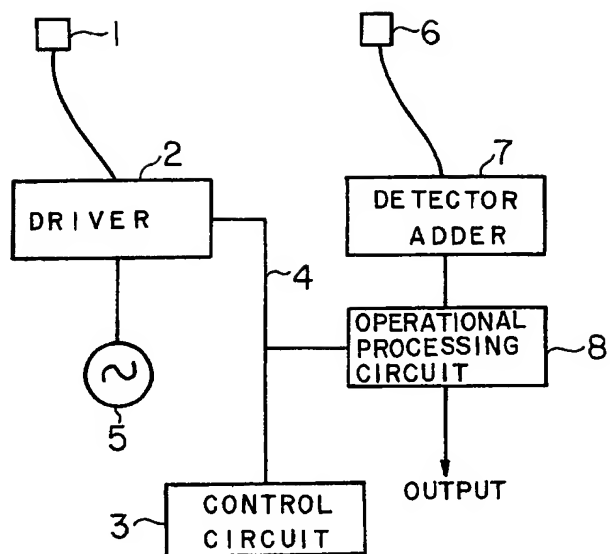 1
6
2
7
DRIVER
DETECTOR
ADDER
4
OPERATIONAL
PROCESSING
CIRCUIT
8
5
OUTPUT
3
CONTROL
CIRCUIT